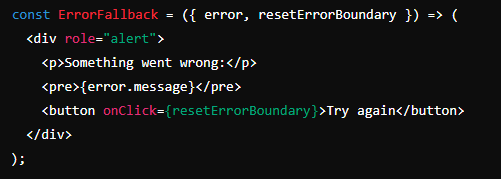 const ErrorFallback = ({ error, resetErrorBoundary }) => (
  <div role="alert">
    <p>Something went wrong:</p>
    <pre>{error.message}</pre>
    <button onClick={resetErrorBoundary}>Try again</button>
  </div>
);